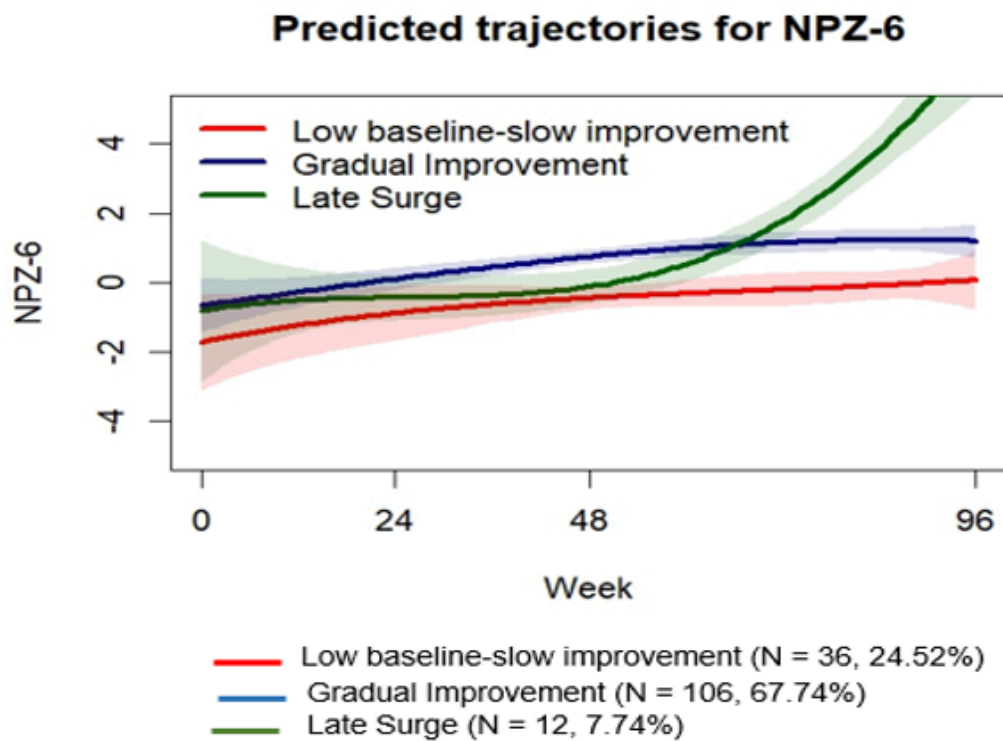 Predicted trajectories for NPZ-6
Low baseline-slow improvement
Gradual Improvement
Late Surge
4
2
0
-2
-4
NPZ-6
0 24 48 96
Week
Low baseline-slow improvement (N = 36, 24.52%)
Gradual Improvement (N = 106, 67.74%)
Late Surge (N = 12, 7.74%)